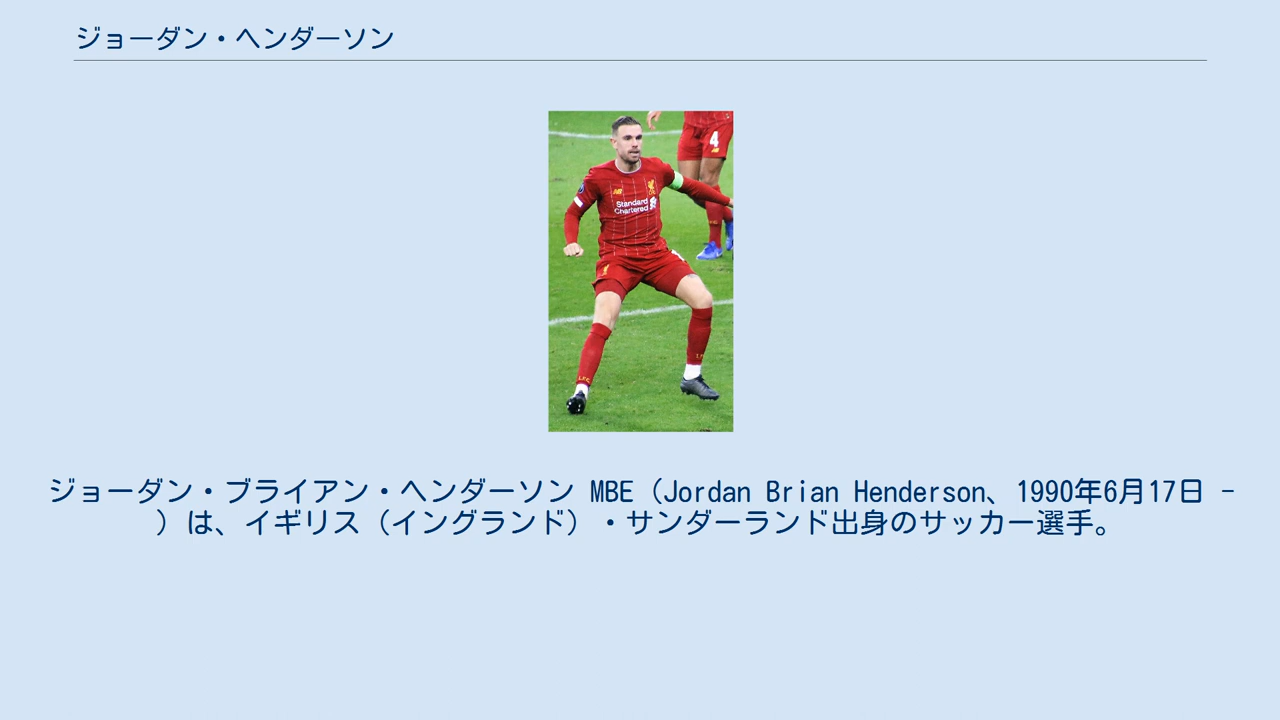 ジョーダン・ヘンダーソン
4
Standard
Chartered
ジョーダン・ブライアン・ヘンダーソン MBE（Jordan Brian Henderson、1990年6月17日 -
）は、イギリス（イングランド）・サンダーランド出身のサッカー選手。